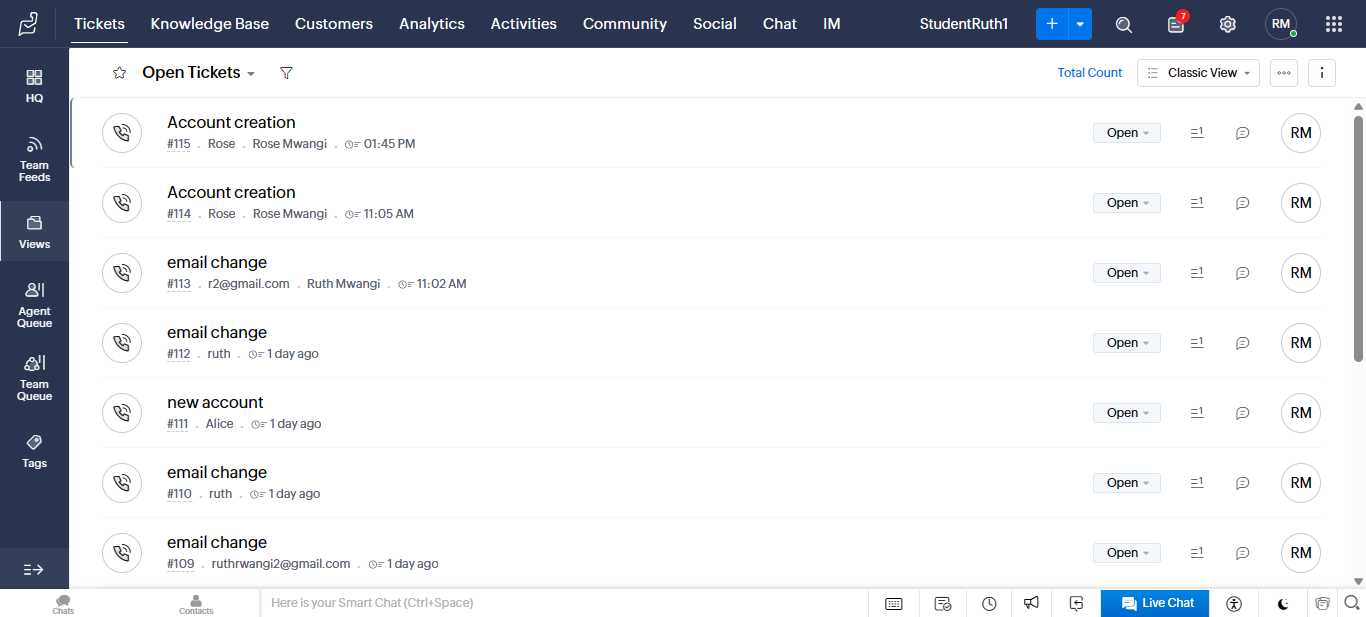 Tickets Knowledge Base Customers Analytics Activities Community Social Chat IM StudentRuth1 7 RM
HQ
Team
Feeds
Views
Agent
Queue
Team
Queue
Tags
Open Tickets Total Count Classic View
Account creation
#115 . Rose . Rose Mwangi . 01:45 PM Open 1 RM
Account creation
#114 . Rose . Rose Mwangi . 11:05 AM Open 1 RM
email change
#113 . r2@gmail.com . Ruth Mwangi . 11:02 AM Open 1 RM
email change
#112 . ruth . 1 day ago Open 1 RM
new account
#111 . Alice . 1 day ago Open 1 RM
email change
#110 . ruth . 1 day ago Open 1 RM
email change
#109 . ruthrwangi2@gmail.com . 1 day ago Open 1 RM
Chats Contacts Here is your Smart Chat (Ctrl+Space) Live Chat